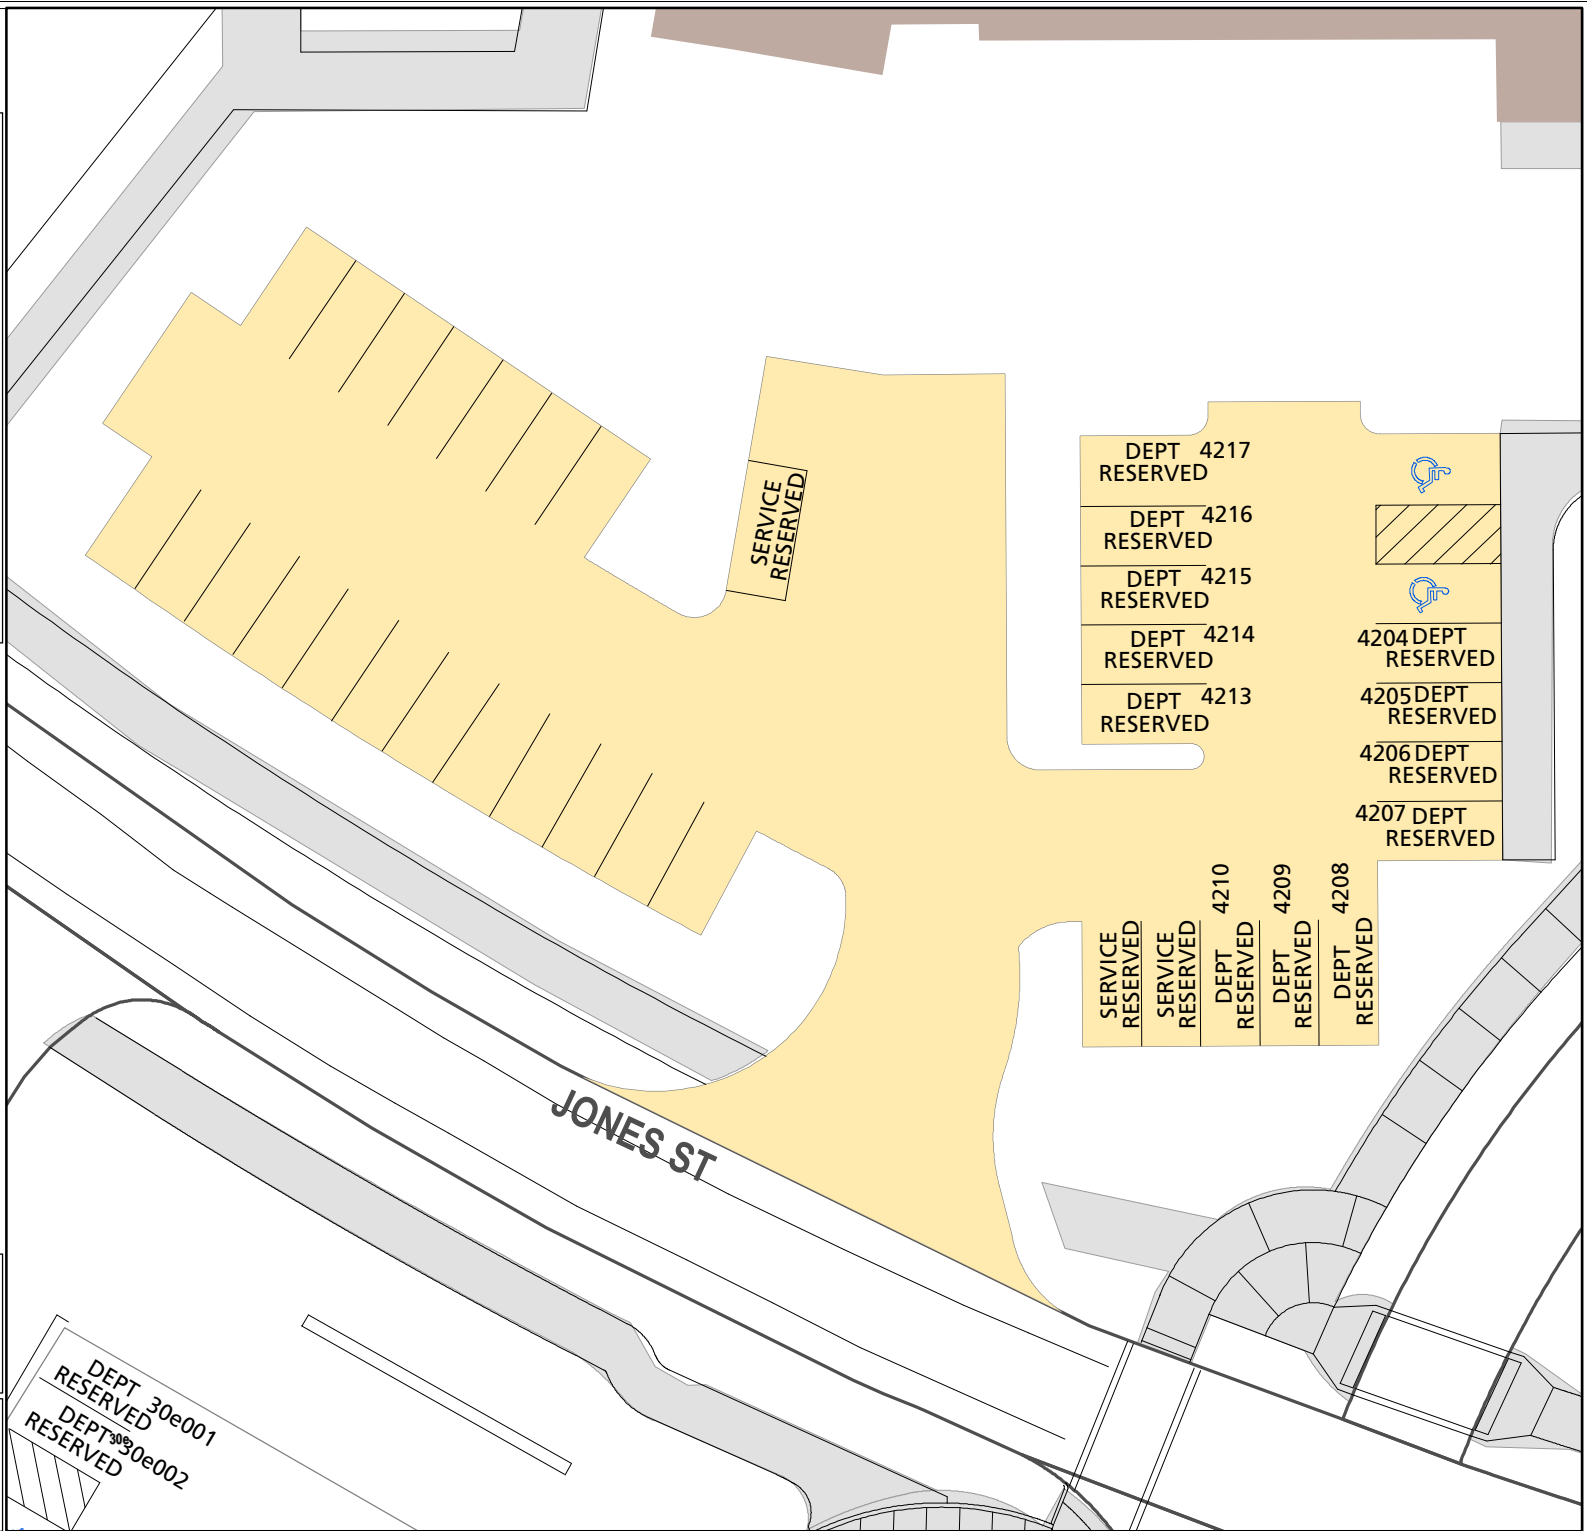 DEPT 4217
RESERVED
DEPT 4216
RESERVED
SERVICE
RESERVED
DEPT 4215
RESERVED
DEPT 4214
RESERVED
4204 DEPT
RESERVED
DEPT 4213
RESERVED
4205 DEPT
RESERVED
4206 DEPT
RESERVED
4207 DEPT
RESERVED
SERVICE
RESERVED
SERVICE
RESERVED
4210
DEPT
RESERVED
4209
DEPT
RESERVED
4208
DEPT
RESERVED
JONES ST
DEPT 30e001
RESERVED
DEPT 30e002
RESERVED